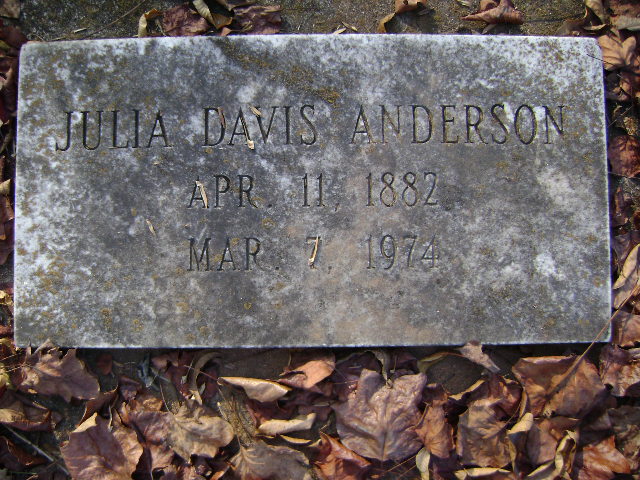 JULIA DAVIS ANDERSON
APR. 11, 1882
MAR. 7, 1974